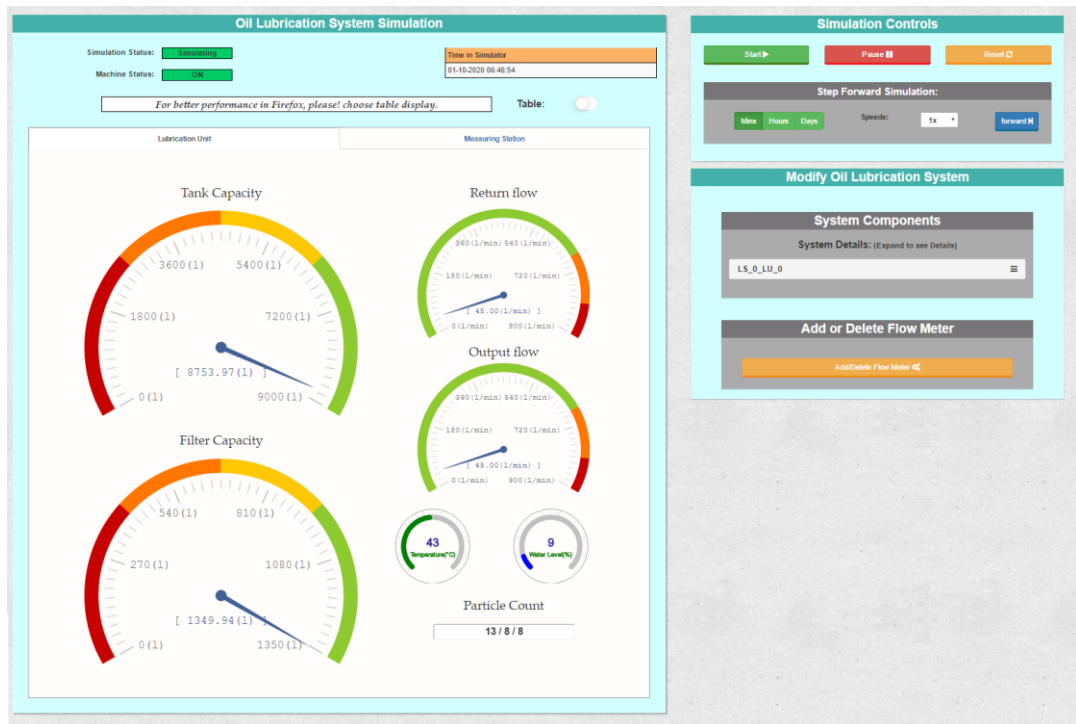 Oil Lubrication System Simulation
Simulation Status: Simulating
Machine Status: ON
Time in Simulator
01-10-2020 06:46:54
For better performance in Firefox, please! choose table display.
Table:
Lubrication Unit
Measuring Station
Tank Capacity
3600(l) 5400(l)
1800(l) 7200(l)
[ 8753.97(l) ]
0(l) 9000(l)
Return flow
360(l/min) 540(l/min)
180(l/min) 720(l/min)
[ 45.00(l/min) ]
0(l/min) 900(l/min)
Output flow
360(l/min) 540(l/min)
180(l/min) 720(l/min)
[ 45.00(l/min) ]
0(l/min) 900(l/min)
Filter Capacity
540(l) 810(l)
270(l) 1080(l)
[ 1349.94(l) ]
0(l) 1350(l)
43
Temperature(°C)
9
Water Level(%)
Particle Count
13 / 8 / 8
Simulation Controls
Start
Pause
Reset
Step Forward Simulation:
Mins Hours Days
Speeds:
1x
forward
Modify Oil Lubrication System
System Components
System Details: (Expand to see Details)
LS_0_LU_0
Add or Delete Flow Meter
Add/Delete Flow Meter